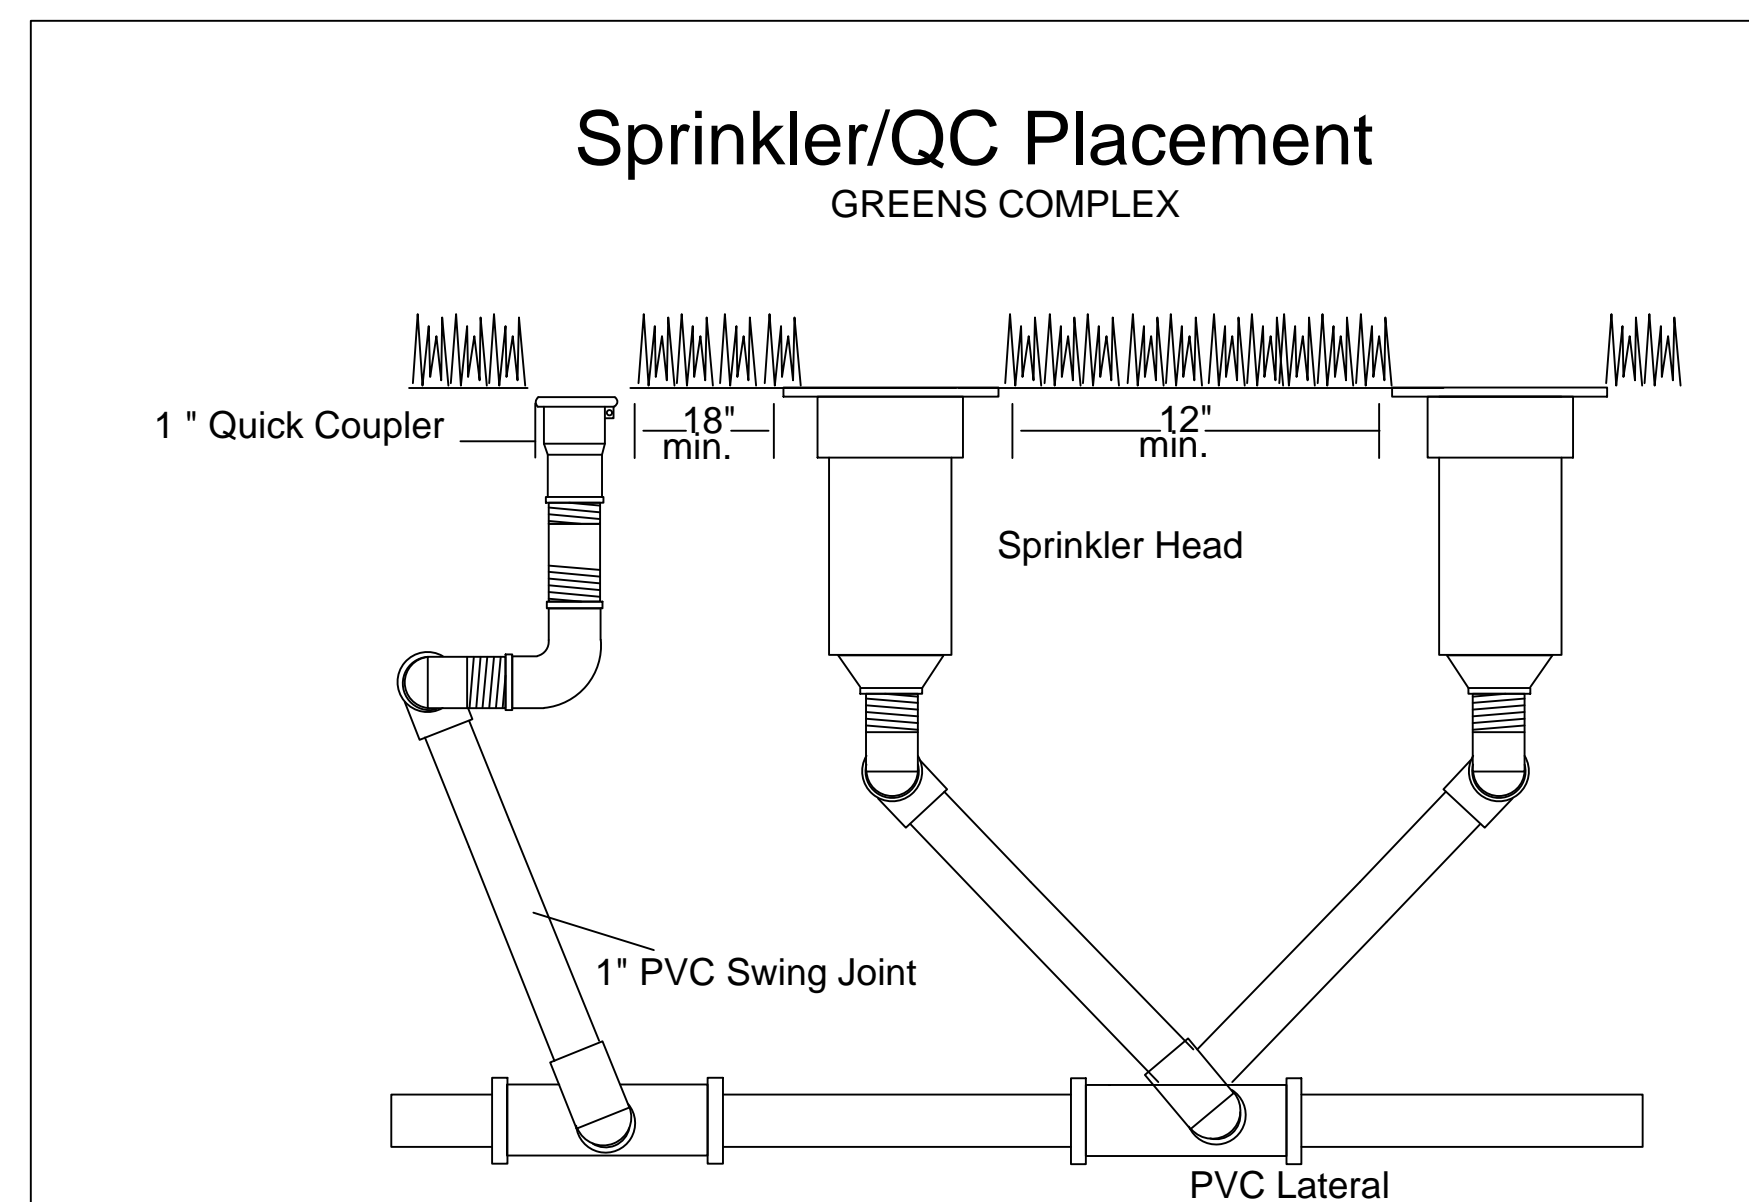 Sprinkler/QC Placement
GREENS COMPLEX
1 " Quick Coupler
18"
min.
12"
min.
Sprinkler Head
1" PVC Swing Joint
PVC Lateral